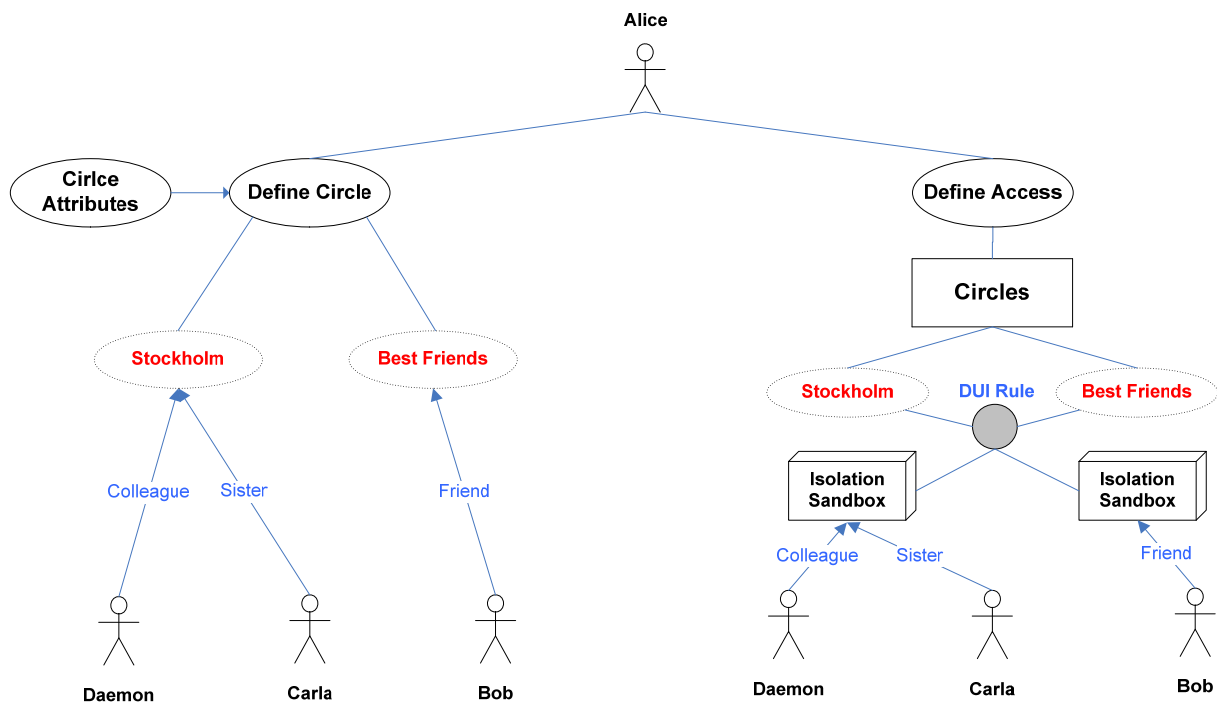 Alice
Cirlce
Attributes
Define Circle
Define Access
Circles
Stockholm
Best Friends
Stockholm
DUI Rule
Best Friends
Isolation
Sandbox
Isolation
Sandbox
Colleague
Sister
Friend
Colleague
Sister
Friend
Daemon
Carla
Bob
Daemon
Carla
Bob